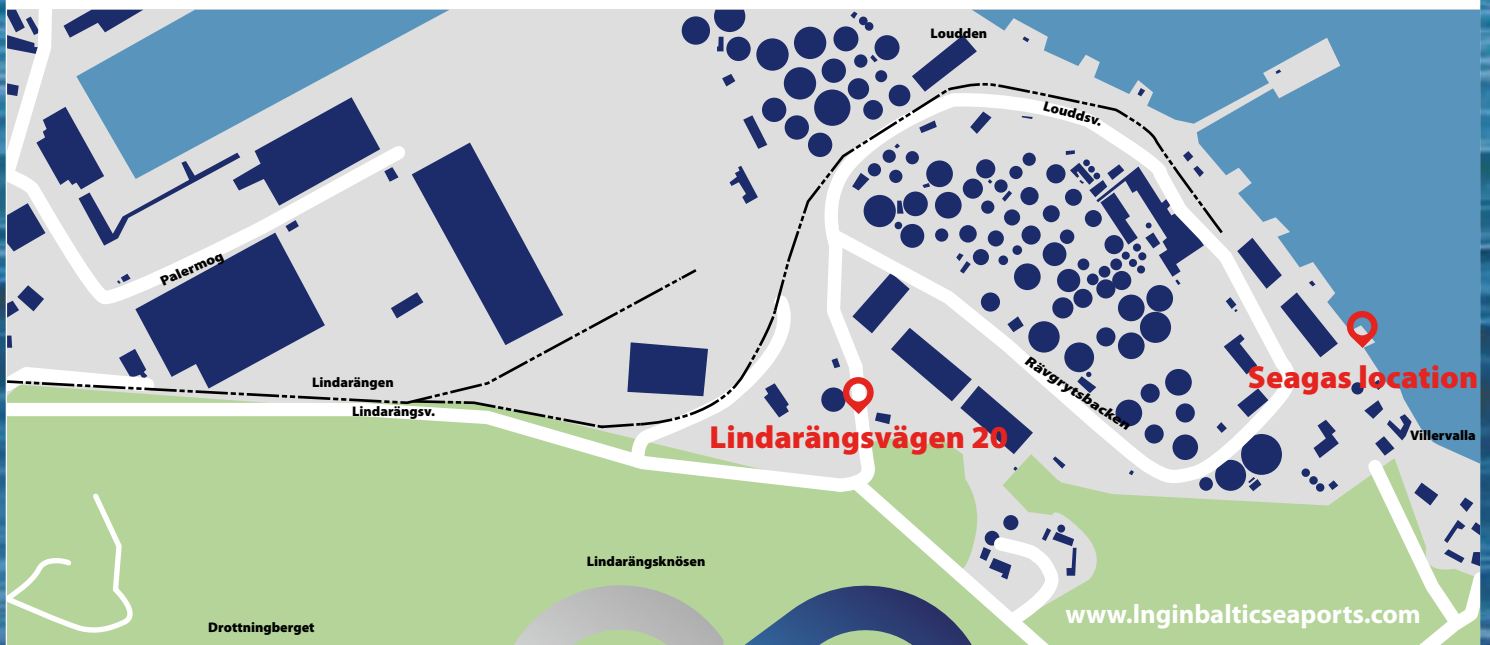 Loudden
Louddsv.
Palermog
Lindarängen
Lindarängsv.
Rävgrytsbacken
Seagas location
Lindarängsvägen 20
Villervalla
Lindarängsknösen
www.lnginbalticseaports.com
Drottningberget